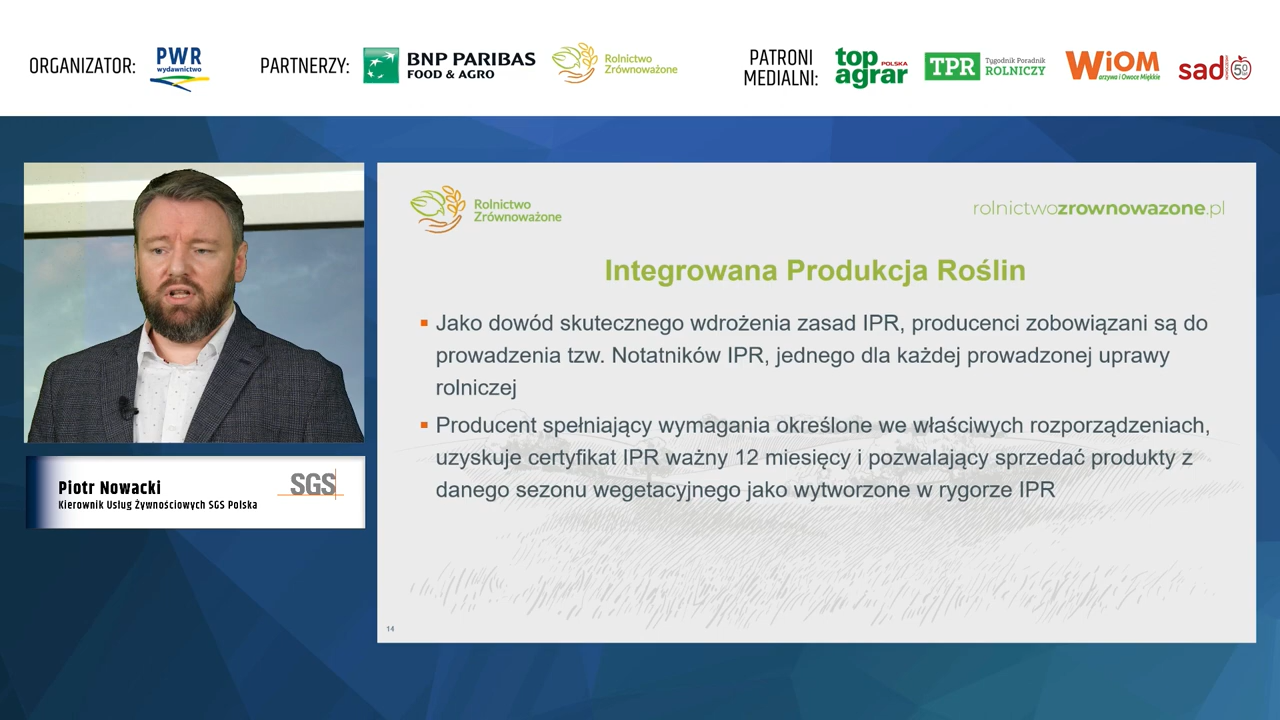 ORGANIZATOR:
PWR
wydawnictwo
PARTNERZY:
BNP PARIBAS
FOOD & AGRO
Rolnictwo
Zrównoważone
PATRONI
MEDIALNI:
top
agrar
POLSKA
TPR
Tygodnik Poradnik
ROLNICZY
WiOM
arzywa i Owoce Miękkie
sad
Rolnictwo
Zrównoważone
rolnictwozrownowazone.pl
Integrowana Produkcja Roślin
▪ Jako dowód skutecznego wdrożenia zasad IPR, producenci zobowiązani są do
prowadzenia tzw. Notatników IPR, jednego dla każdej prowadzonej uprawy
rolniczej
▪ Producent spełniający wymagania określone we właściwych rozporządzeniach,
uzyskuje certyfikat IPR ważny 12 miesięcy i pozwalający sprzedać produkty z
danego sezonu wegetacyjnego jako wytworzone w rygorze IPR
14
Piotr Nowacki
Kierownik Usług Żywnościowych SGS Polska
SGS